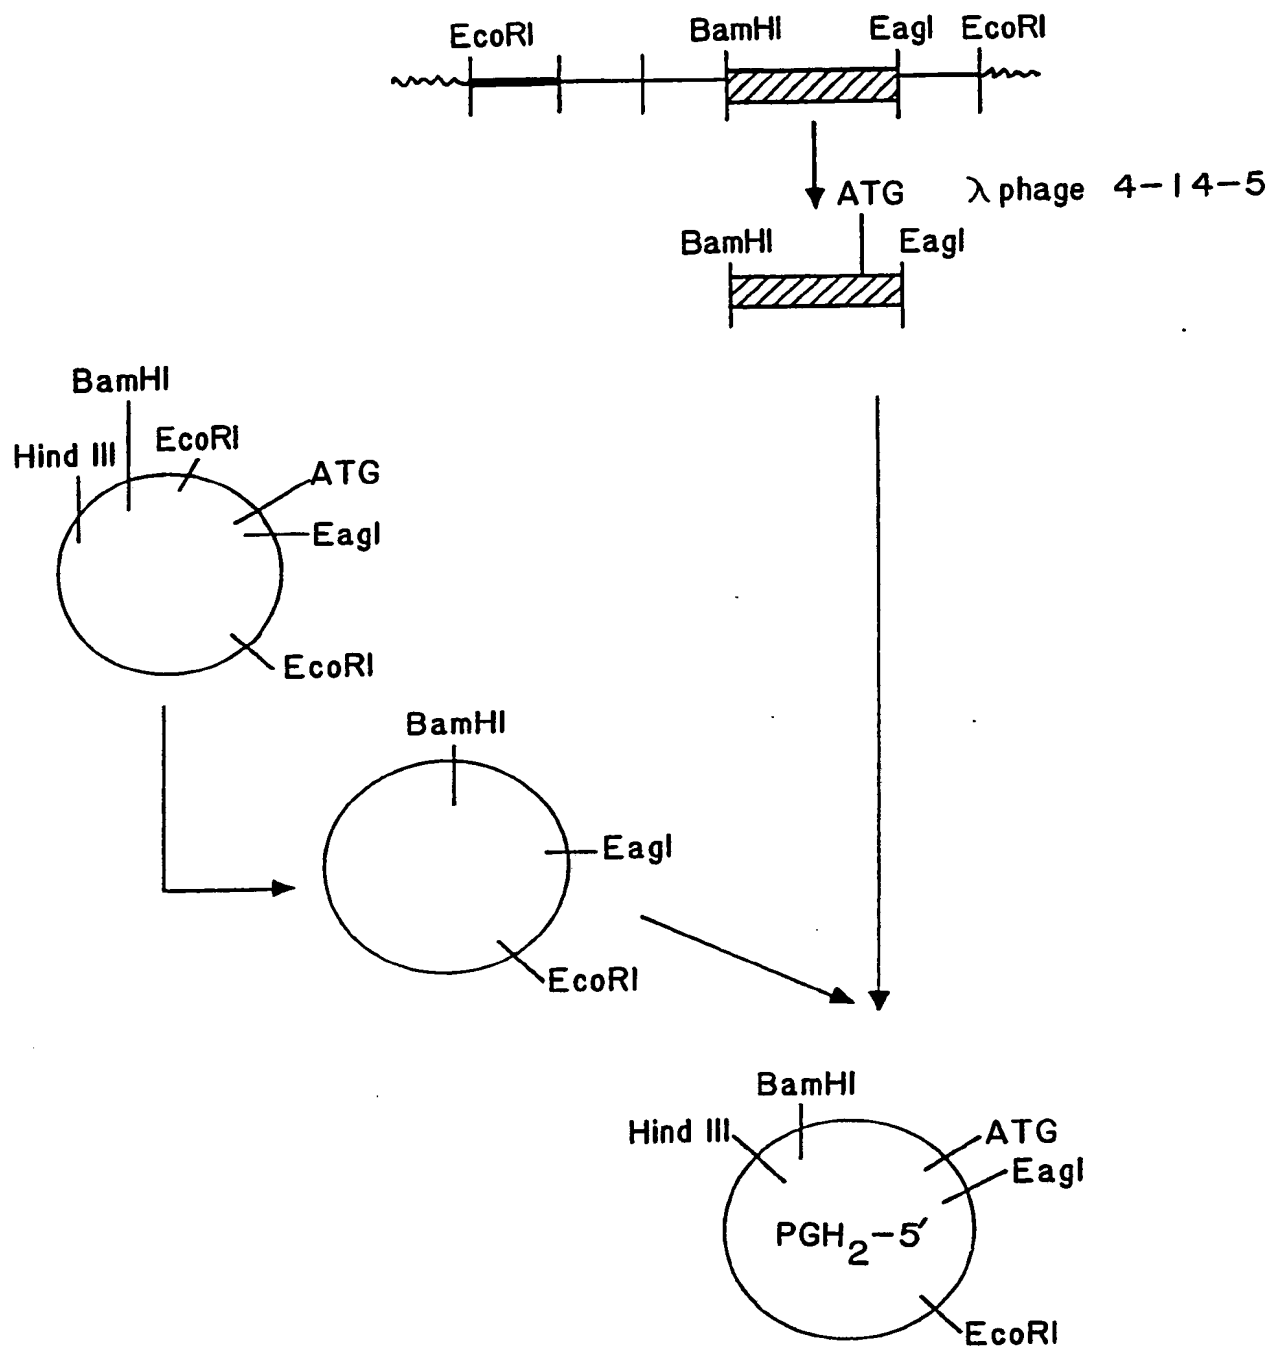 EcoRI
BamHI
EagI
EcoRI
ATG
λ phage 4-14-5
BamHI
EagI
BamHI
Hind III
EcoRI
ATG
EagI
EcoRI
BamHI
EagI
EcoRI
BamHI
Hind III
ATG
EagI
PGH2-5′
EcoRI